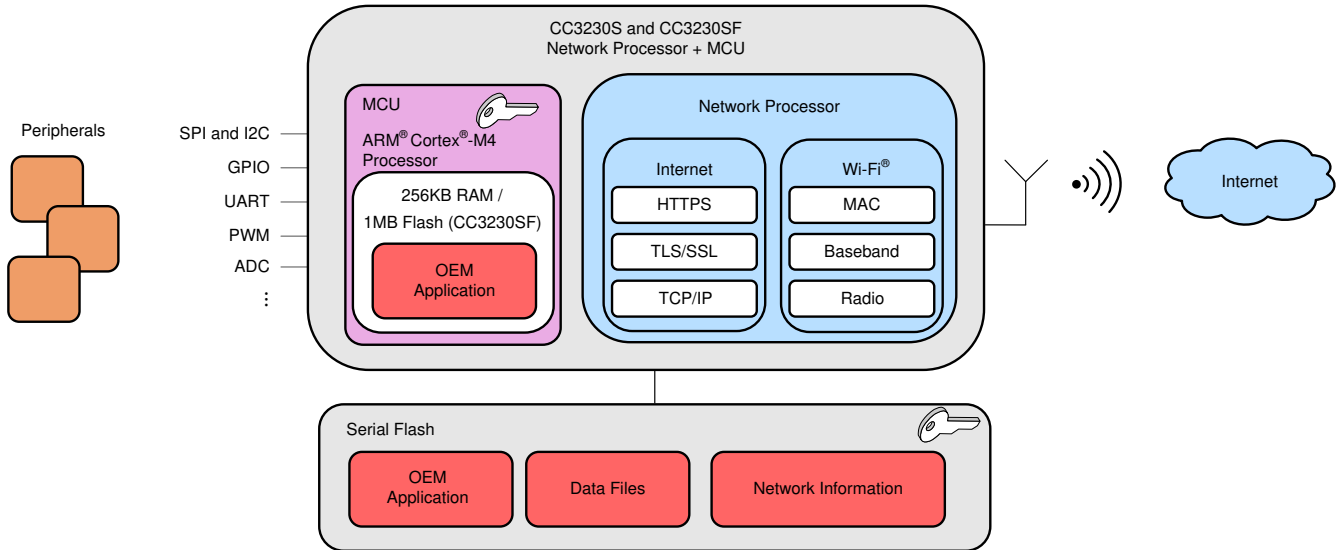 CC3230S and CC3230SF
Network Processor + MCU
Peripherals
SPI and I2C
GPIO
UART
PWM
ADC
⋮
MCU
ARM® Cortex®-M4
Processor
256KB RAM /
1MB Flash (CC3230SF)
OEM
Application
Network Processor
Internet
HTTPS
TLS/SSL
TCP/IP
Wi-Fi®
MAC
Baseband
Radio
Internet
Serial Flash
OEM
Application
Data Files
Network Information